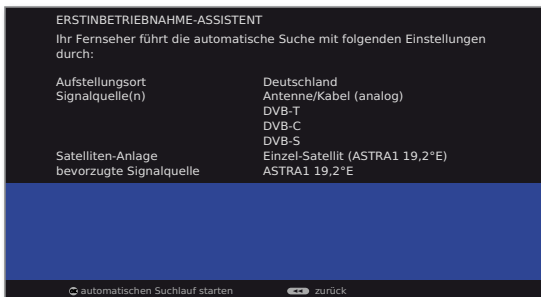 ERSTINBETRIEBNAHME-ASSISTENT
Ihr Fernseher führt die automatische Suche mit folgenden Einstellungen
durch:
Aufstellungsort Deutschland
Signalquelle(n) Antenne/Kabel (analog)
DVB-T
DVB-C
DVB-S
Satelliten-Anlage Einzel-Satellit (ASTRA1 19,2°E)
bevorzugte Signalquelle ASTRA1 19,2°E
OK automatischen Suchlauf starten zurück